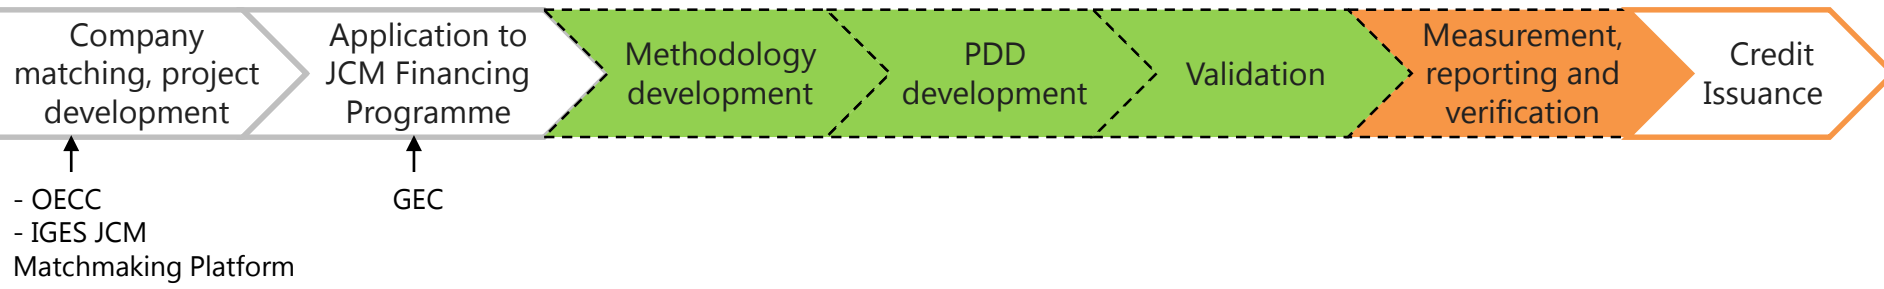 Company
matching, project
development
Application to
JCM Financing
Programme
Methodology
development
PDD
development
Validation
Measurement,
reporting and
verification
Credit
Issuance
- OECC
- IGES JCM
Matchmaking Platform
GEC